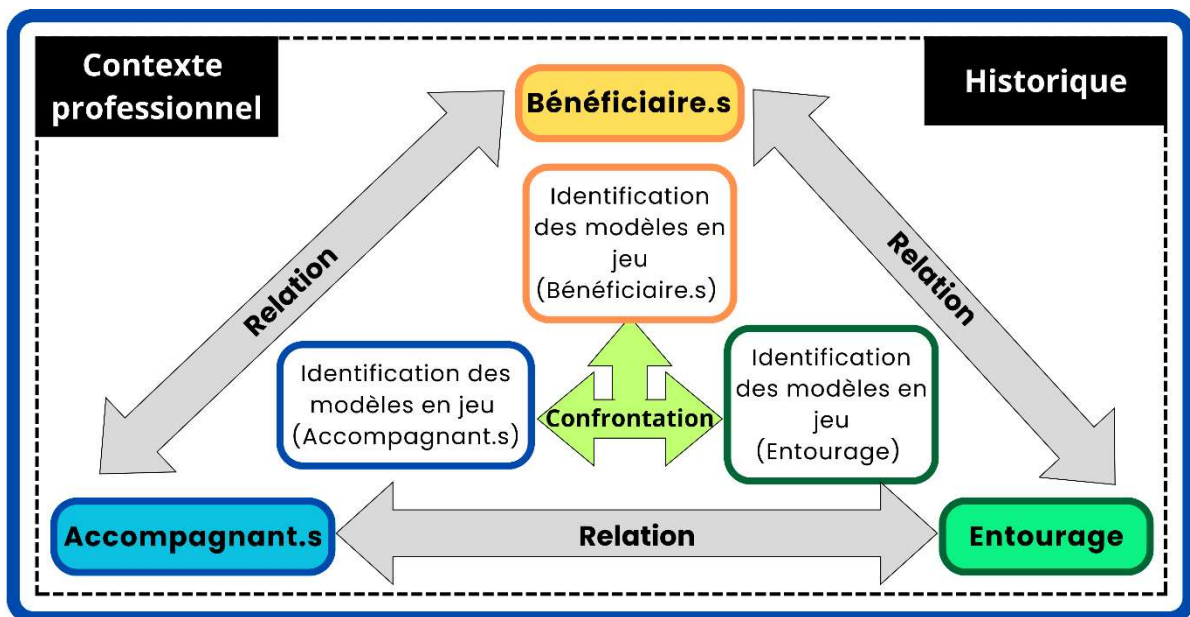 Contexte
professionnel
Historique
Bénéficiaire.s
Identification
des modèles en
jeu
(Bénéficiaire.s)
Relation
Relation
Identification des
modèles en jeu
(Accompagnant.s)
Confrontation
Identification
des modèles en
jeu
(Entourage)
Accompagnant.s
Relation
Entourage